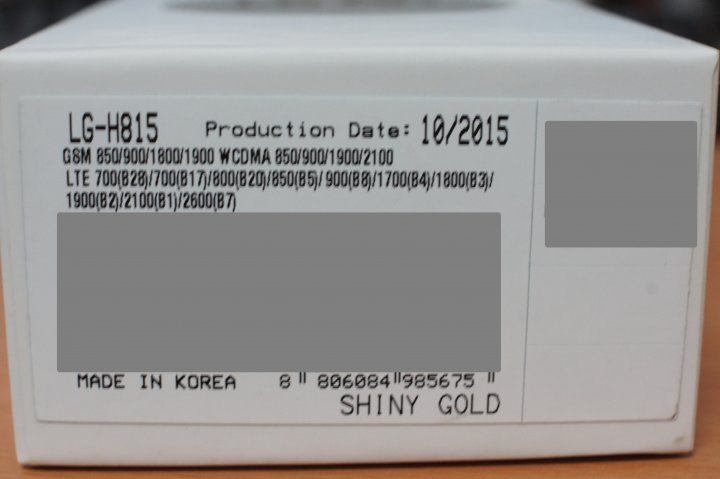 LG-H815 Production Date: 10/2015
GSM 850/900/1800/1900 WCDMA 850/900/1900/2100
LTE 700(B28)/700(B17)/800(B20)/850(B5)/900(B8)/1700(B4)/1800(B3)/
1900(B2)/2100(B1)/2600(B7)
MADE IN KOREA 8 " 806084"985675 "
SHINY GOLD